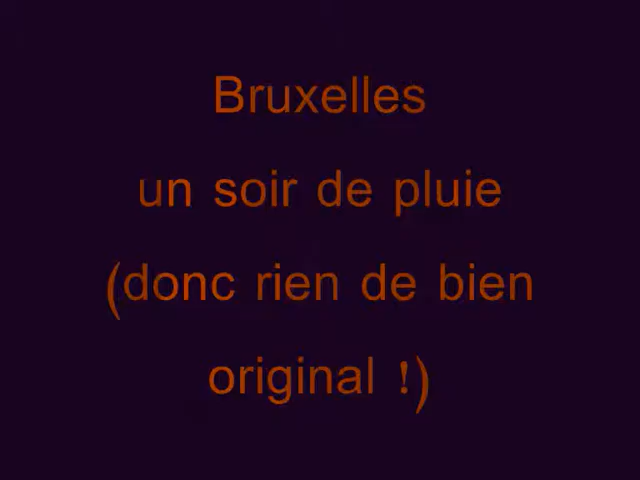 Bruxelles
un soir de pluie
(donc rien de bien
original !)